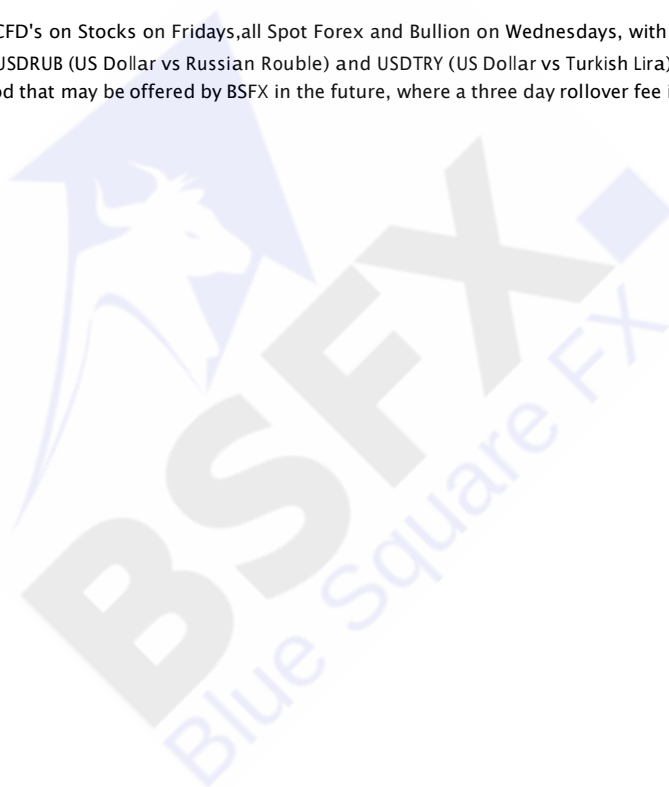 CFD's on Stocks on Fridays,all Spot Forex and Bullion on Wednesdays, with
USDRUB (US Dollar vs Russian Rouble) and USDTRY (US Dollar vs Turkish Lira)
that may be offered by BSFX in the future, where a three day rollover fee
BSFX
Blue Square FX